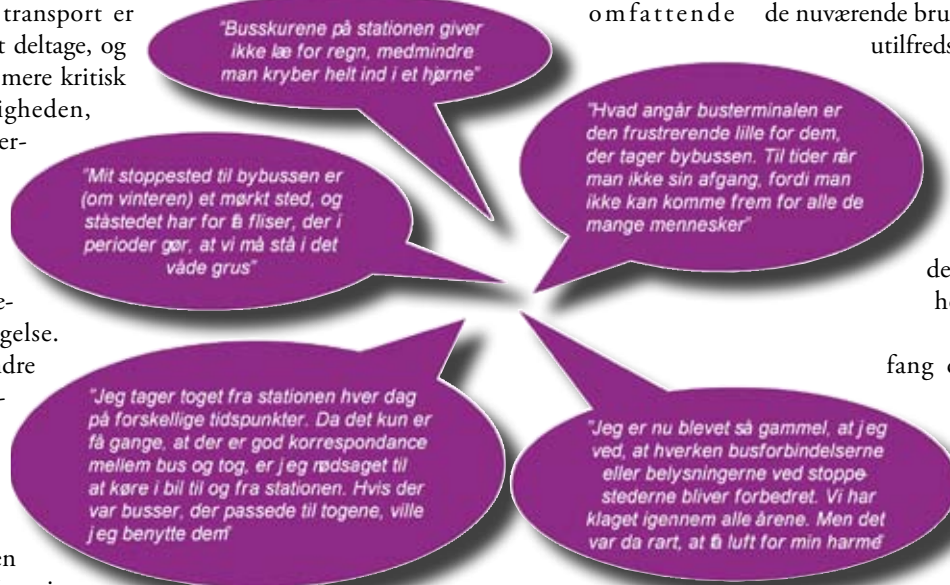 transport er
t deltage, og
mere kritisk
igheden,
er-
e-
gelse.
dre
-
en
"Busskurene på stationen giver
ikke læ for regn, medmindre
man kryber helt ind i et hjørne"
omfattende de nuværende bru
utilfreds
"Hvad angår busterminalen er
den frustrerende lille for dem,
der tager bybussen. Til tider når
man ikke sin afgang, fordi man
ikke kan komme frem for alle de
mange mennesker"
"Mit stoppested til bybussen er
(om vinteren) et mørkt sted, og
ståstedet har for få fliser, der i
perioder gør, at vi må stå i det
våde grus"
de
he
fang
"Jeg tager toget fra stationen hver dag
på forskellige tidspunkter. Da det kun er
få gange, at der er god korrespondance
mellem bus og tog, er jeg nødsaget til
at køre i bil til og fra stationen. Hvis der
var busser, der passede til togene, ville
jeg benytte dem"
"Jeg er nu blevet så gammel, at jeg
ved, at hverken busforbindelserne
eller belysningerne ved stoppe-
stederne bliver forbedret. Vi har
klaget igennem alle årene. Men det
var da rart, at få luft for min harme"